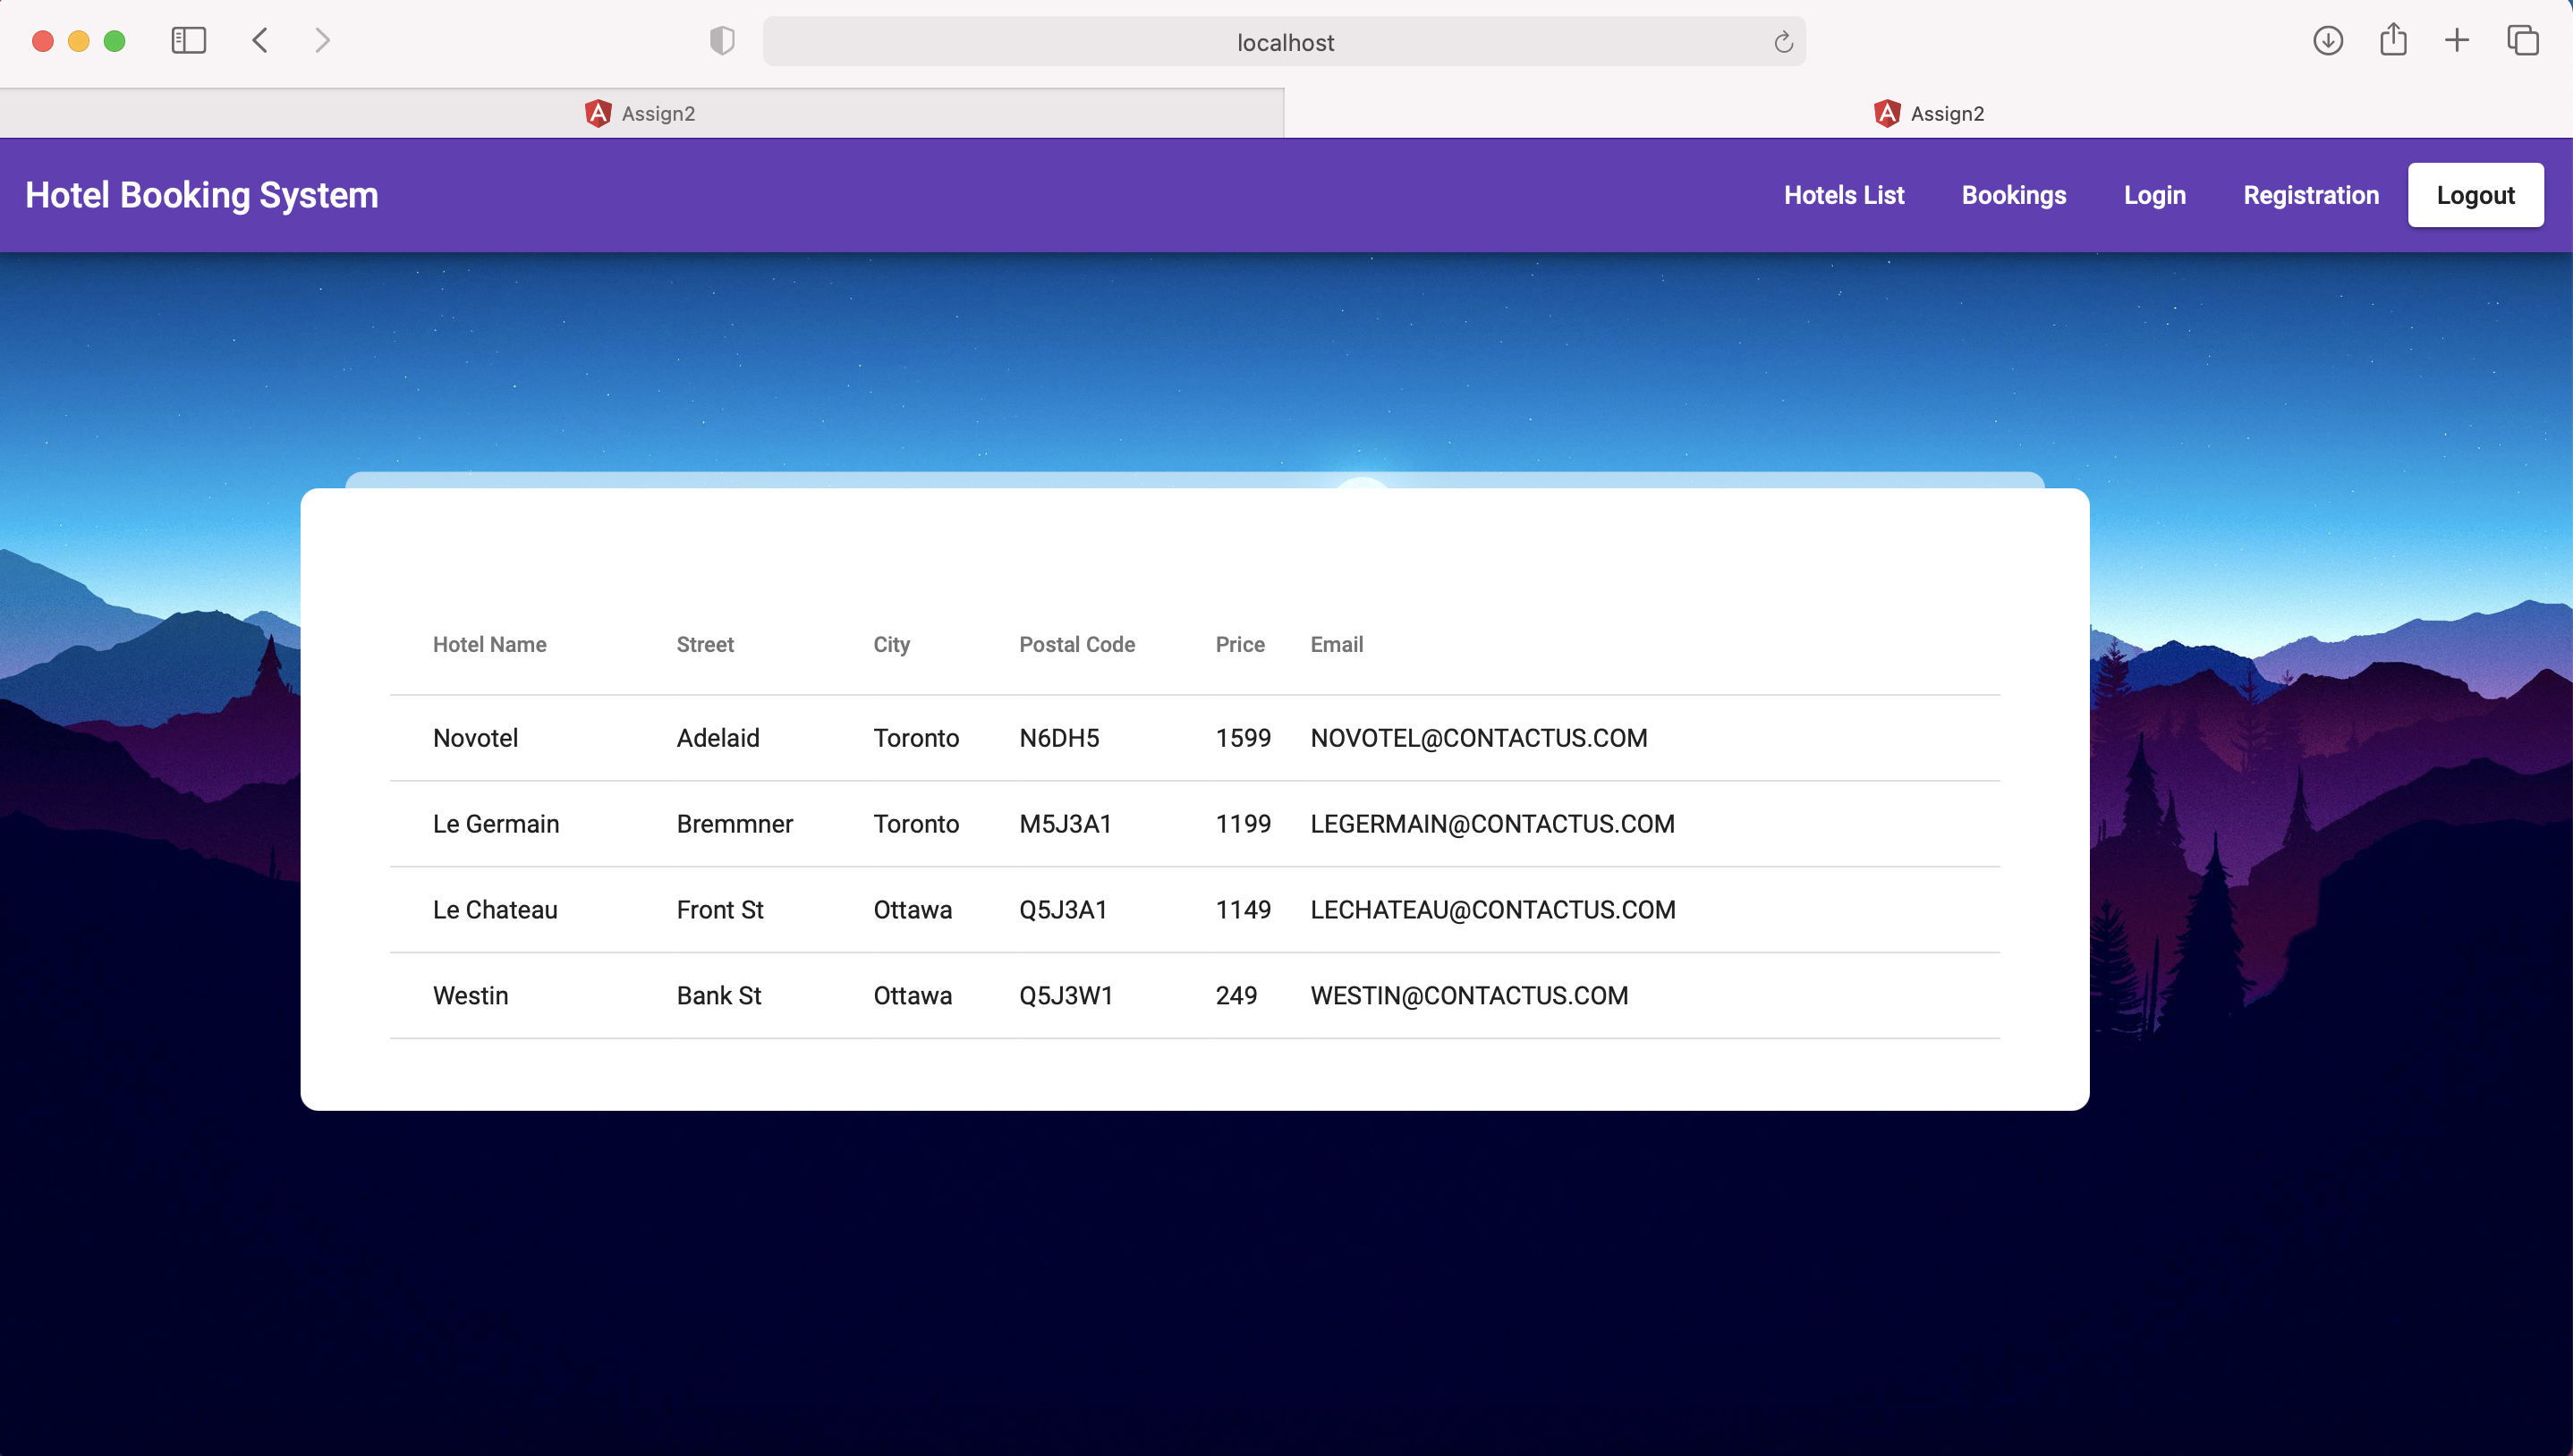 localhost
Assign2 Assign2
Hotel Booking System Hotels List Bookings Login Registration Logout
Hotel Name Street City Postal Code Price Email
Novotel Adelaid Toronto N6DH5 1599 NOVOTEL@CONTACTUS.COM
Le Germain Bremmner Toronto M5J3A1 1199 LEGERMAIN@CONTACTUS.COM
Le Chateau Front St Ottawa Q5J3A1 1149 LECHATEAU@CONTACTUS.COM
Westin Bank St Ottawa Q5J3W1 249 WESTIN@CONTACTUS.COM